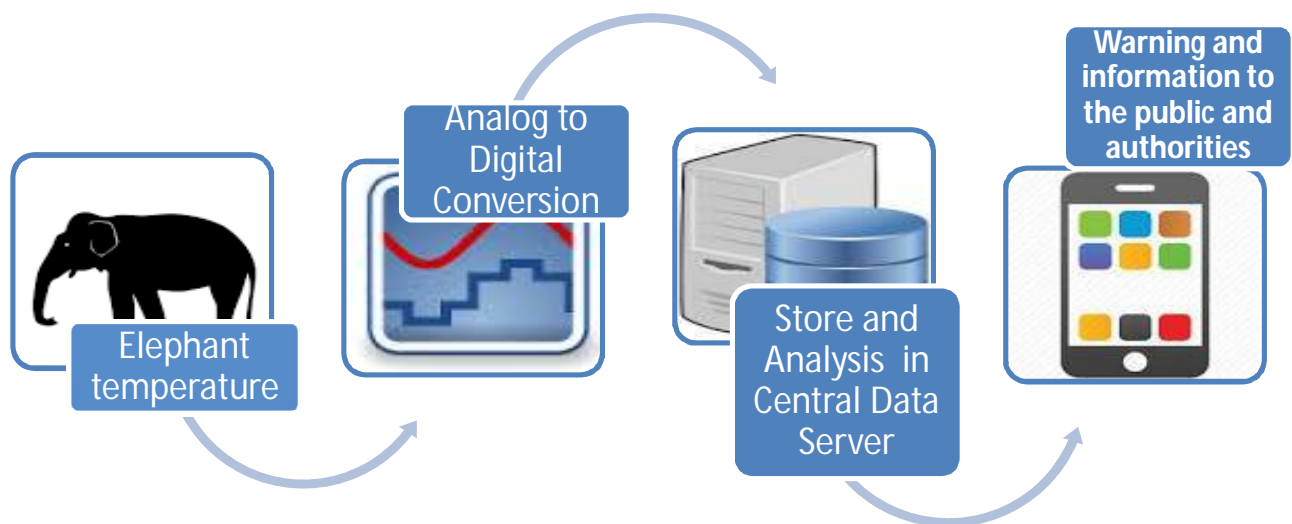 Elephant
temperature
Analog to
Digital
Conversion
Store and
Analysis in
Central Data
Server
Warning and
information to
the public and
authorities